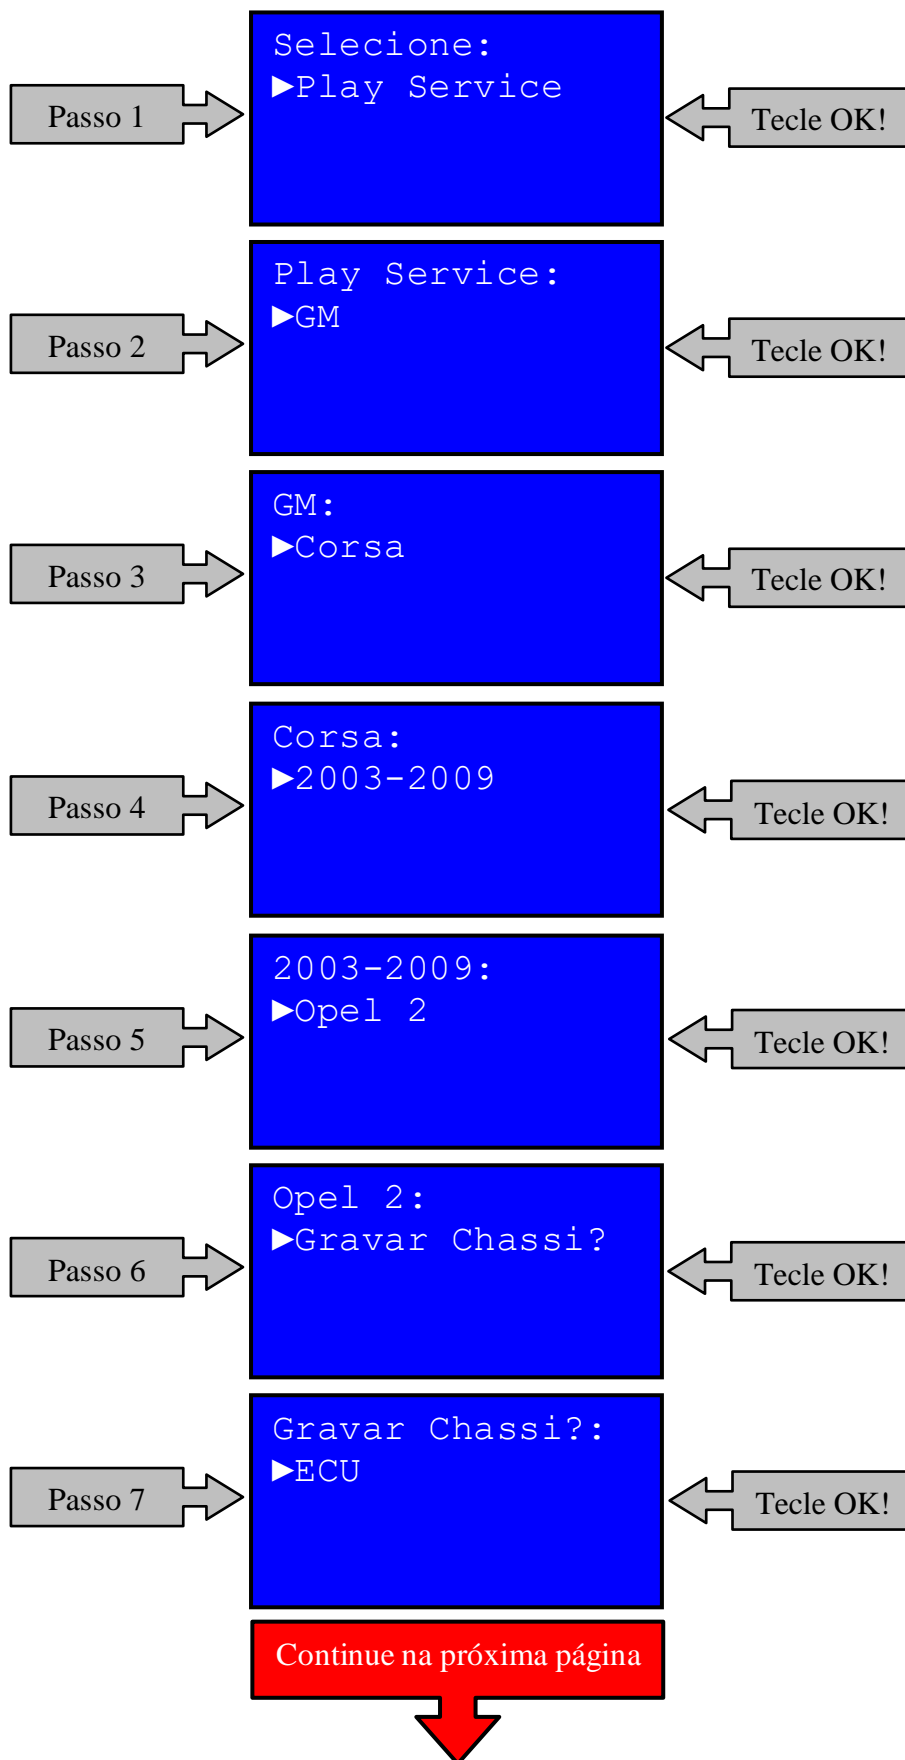 Passo 1
Selecione:
►Play Service
Tecle OK!
Passo 2
Play Service:
►GM
Tecle OK!
Passo 3
GM:
►Corsa
Tecle OK!
Passo 4
Corsa:
►2003-2009
Tecle OK!
Passo 5
2003-2009:
►Opel 2
Tecle OK!
Passo 6
Opel 2:
►Gravar Chassi?
Tecle OK!
Passo 7
Gravar Chassi?:
►ECU
Tecle OK!
Continue na próxima página